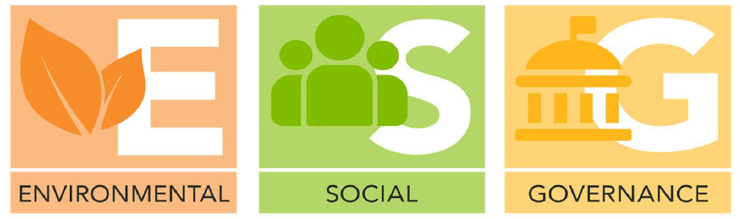 E
S
G
ENVIRONMENTAL
SOCIAL
GOVERNANCE